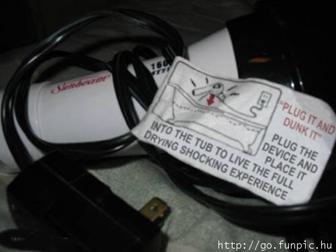 Sunbeam
"PLUG IT AND
DUNK IT"
PLUG THE
DEVICE AND
PLACE IT
INTO THE TUB TO LIVE THE FULL
DRYING SHOCKING EXPERIENCE
http://go.funpic.hu